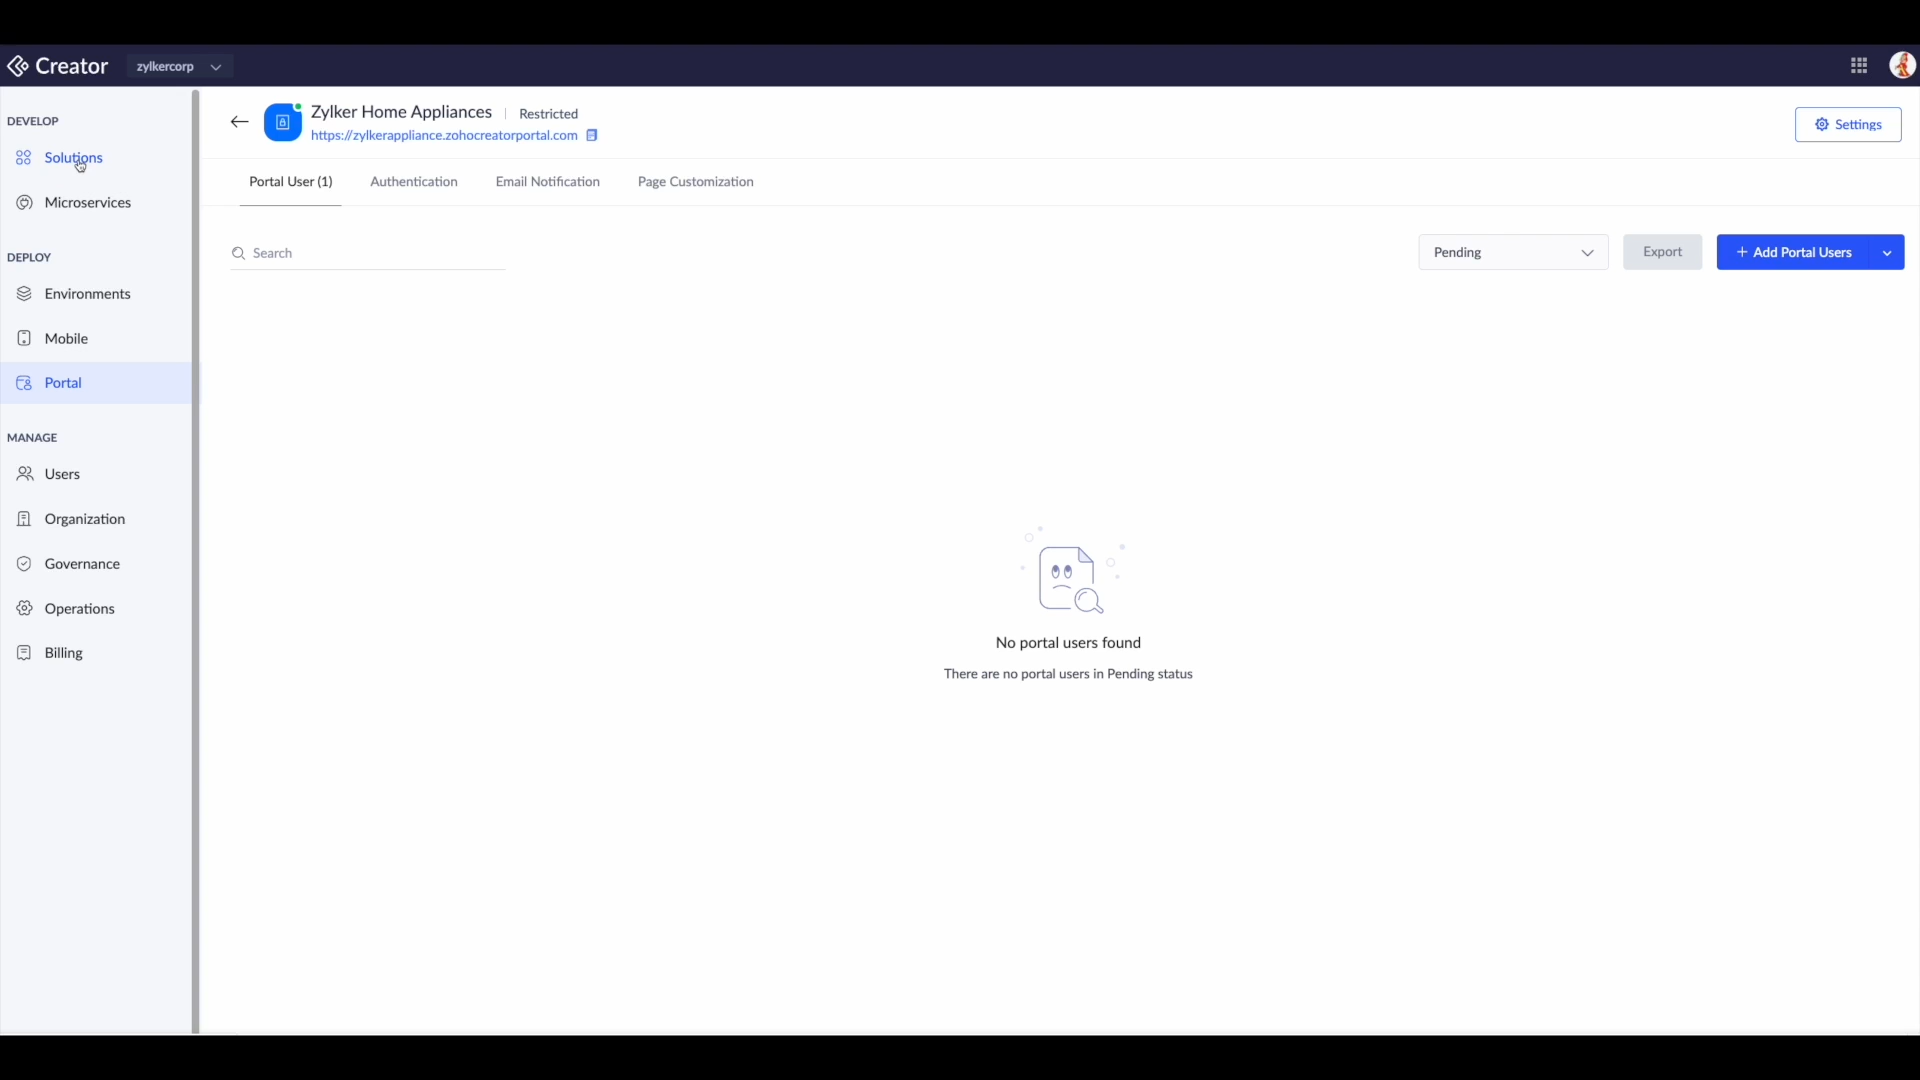 Creator
zylkercorp
DEVELOP
Solutions
Microservices
DEPLOY
Environments
Mobile
Portal
MANAGE
Users
Organization
Governance
Operations
Billing
Zylker Home Appliances | Restricted
https://zylkerappliance.zohocreatorportal.com
Settings
Portal User (1) Authentication Email Notification Page Customization
Search
Pending
Export
+ Add Portal Users
No portal users found
There are no portal users in Pending status